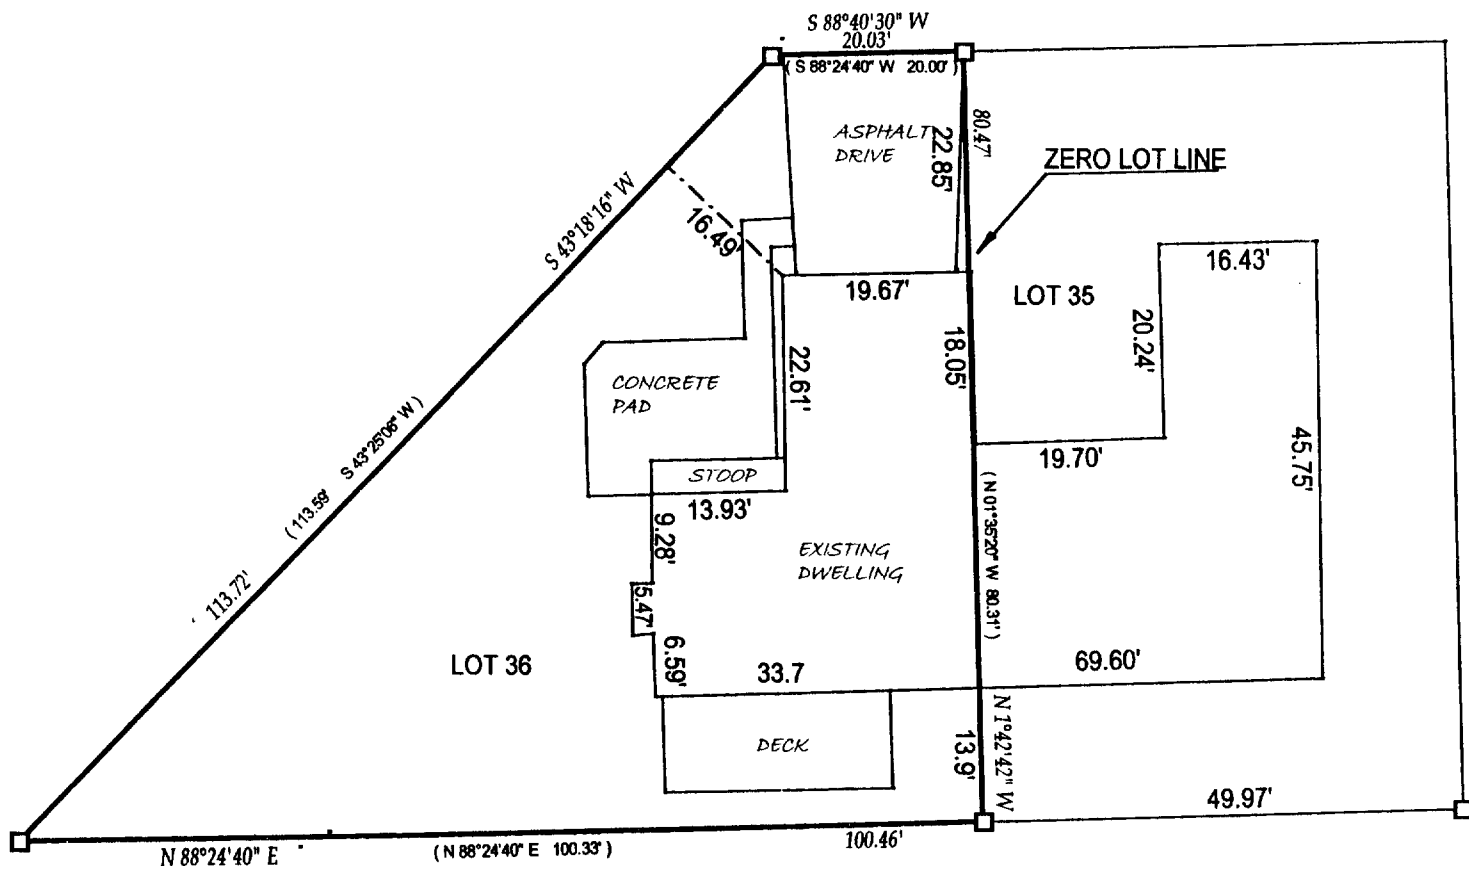 S 88°40'30" W
20.03'
( S 88°24'40" W 20.00' )
ASPHALT
DRIVE
22.85'
80.47'
ZERO LOT LINE
S 43°18'16" W
16.49'
16.43'
19.67'
LOT 35
20.24'
18.05'
22.61'
CONCRETE
PAD
( 113.59' S 43°25'06" W )
19.70'
45.75'
STOOP
13.93'
9.28'
( N 01°35'20" W 80.31' )
EXISTING
DWELLING
113.72'
5.47'
6.59'
LOT 36
33.7
69.60'
DECK
13.9'
N 1°42'42" W
49.97'
N 88°24'40" E
( N 88°24'40" E 100.33' )
100.46'